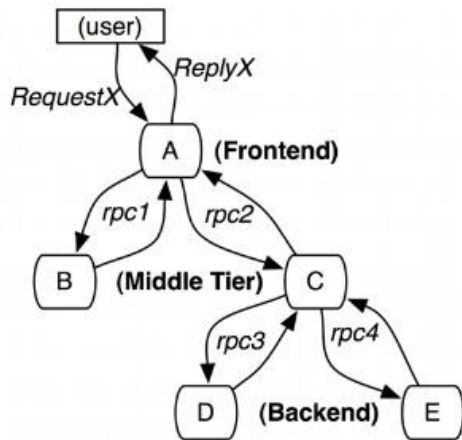 (user)
RequestX
ReplyX
A
(Frontend)
rpc1
rpc2
B
(Middle Tier)
C
rpc3
rpc4
D
(Backend)
E